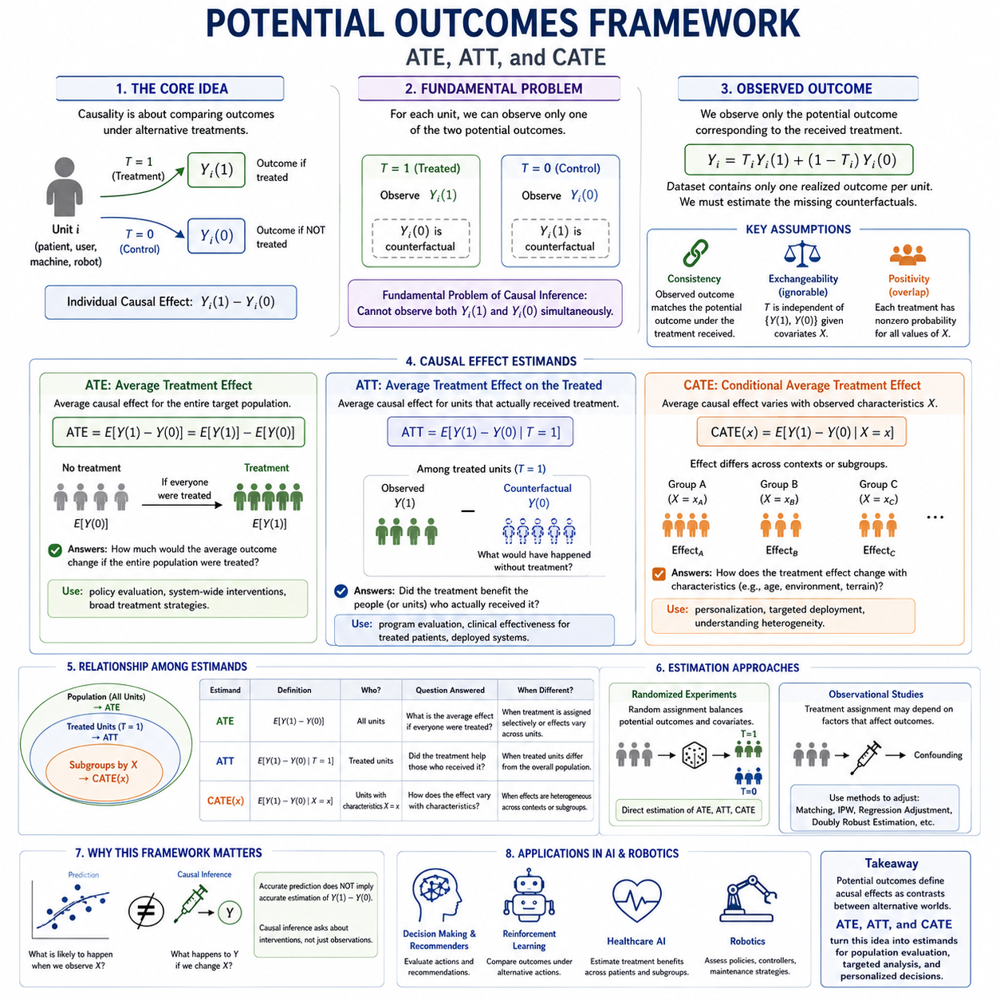 POTENTIAL OUTCOMES FRAMEWORK
ATE, ATT, and CATE
1. THE CORE IDEA
Causality is about comparing outcomes
under alternative treatments.
T = 1
(Treatment)
Y_i(1)
Outcome if
treated
Unit i
(patient, user,
machine, robot)
T = 0
(Control)
Y_i(0)
Outcome if NOT
treated
Individual Causal Effect: Y_i(1) − Y_i(0)
2. FUNDAMENTAL PROBLEM
For each unit, we can observe only one
of the two potential outcomes.
T = 1 (Treated)
Observe Y_i(1)
Y_i(0) is
counterfactual
T = 0 (Control)
Observe Y_i(0)
Y_i(1) is
counterfactual
Fundamental Problem of Causal Inference:
Cannot observe both Y_i(1) and Y_i(0) simultaneously.
3. OBSERVED OUTCOME
We observe only the potential outcome
corresponding to the received treatment.
Y_i = T_i Y_i(1) + (1 − T_i) Y_i(0)
Dataset contains only one realized outcome per unit.
We must estimate the missing counterfactuals.
KEY ASSUMPTIONS
Consistency
Observed outcome
matches the potential
outcome under the
treatment received.
Exchangeability
(ignorable)
T is independent of
{Y(1), Y(0)} given
covariates X.
Positivity
(overlap)
Each treatment has
nonzero probability
for all values of X.
4. CAUSAL EFFECT ESTIMANDS
ATE: Average Treatment Effect
Average causal effect for the entire target population.
ATE = E[Y(1) − Y(0)] = E[Y(1)] − E[Y(0)]
No treatment
E[Y(0)]
If everyone
were treated
Treatment
E[Y(1)]
Answers: How much would the average outcome
change if the entire population were treated?
Use: policy evaluation, system-wide interventions,
broad treatment strategies.
ATT: Average Treatment Effect on the Treated
Average causal effect for units that actually received treatment.
ATT = E[Y(1) − Y(0) | T = 1]
Among treated units (T = 1)
Observed
Y(1)
−
Counterfactual
Y(0)
What would have happened
without treatment?
Answers: Did the treatment benefit the
people (or units) who actually received it?
Use: program evaluation, clinical effectiveness for
treated patients, deployed systems.
CATE: Conditional Average Treatment Effect
Average causal effect varies with observed characteristics X.
CATE(x) = E[Y(1) − Y(0) | X = x]
Effect differs across contexts or subgroups.
Group A
(X = x_A)
Effect_A
Group B
(X = x_B)
Effect_B
Group C
(X = x_C)
Effect_C
...
Answers: How does the treatment effect change with
characteristics (e.g., age, environment, terrain)?
Use: personalization, targeted deployment,
understanding heterogeneity.
5. RELATIONSHIP AMONG ESTIMANDS
Population (All Units)
→ ATE
Treated Units (T = 1)
→ ATT
Subgroups by X
→ CATE(x)
Estimand Definition Who? Question Answered When Different?
ATE
E[Y(1) − Y(0)]
All units
What is the average effect
if everyone were treated?
When treatment is assigned
selectively or effects vary
across units.
ATT
E[Y(1) − Y(0) | T = 1]
Treated units
Did the treatment help
those who received it?
When treated units differ
from the overall population.
CATE(x)
E[Y(1) − Y(0) | X = x]
Units with
characteristics X = x
How does the effect vary
with characteristics?
When effects are heterogeneous
across contexts or subgroups.
6. ESTIMATION APPROACHES
Randomized Experiments
Random assignment balances
potential outcomes and covariates.
T=1
T=0
Direct estimation of ATE, ATT, CATE
Observational Studies
Treatment assignment may depend on
factors that affect outcomes.
Confounding
Use methods to adjust:
Matching, IPW, Regression Adjustment,
Doubly Robust Estimation, etc.
7. WHY THIS FRAMEWORK MATTERS
Prediction
What is likely to happen
when we observe X?
≠
Causal Inference
Y
What happens to Y
if we change X?
Accurate prediction does NOT imply
accurate estimation of Y(1) − Y(0).
Causal inference asks about
interventions, not just observations.
8. APPLICATIONS IN AI & ROBOTICS
Decision Making &
Recommenders
Evaluate actions and
recommendations.
Reinforcement
Learning
Compare outcomes under
alternative actions.
Healthcare AI
Estimate treatment benefits
across patients and subgroups.
Robotics
Assess policies, controllers,
maintenance strategies.
Takeaway
Potential outcomes define
acusal effects as contrasts
between alternative worlds.
ATE, ATT, and CATE
turn this idea into estimands
for population evaluation,
targeted analysis, and
personalized decisions.